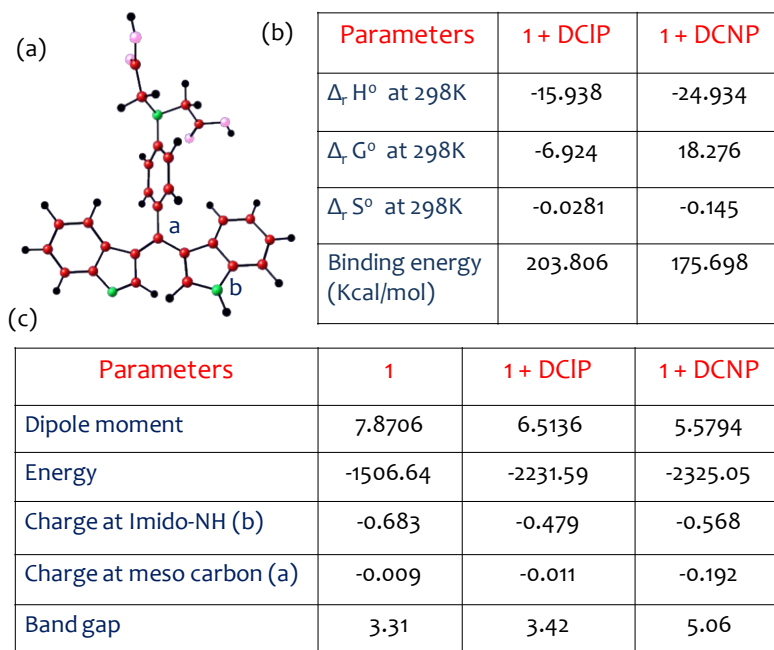 (a)
a
b
(b)
Parameters 1 + DClP 1 + DCNP
Δr Hº at 298K -15.938 -24.934
Δr Gº at 298K -6.924 18.276
Δr Sº at 298K -0.0281 -0.145
Binding energy 203.806 175.698
(Kcal/mol)
(c)
Parameters 1 1 + DClP 1 + DCNP
Dipole moment 7.8706 6.5136 5.5794
Energy -1506.64 -2231.59 -2325.05
Charge at Imido-NH (b) -0.683 -0.479 -0.568
Charge at meso carbon (a) -0.009 -0.011 -0.192
Band gap 3.31 3.42 5.06